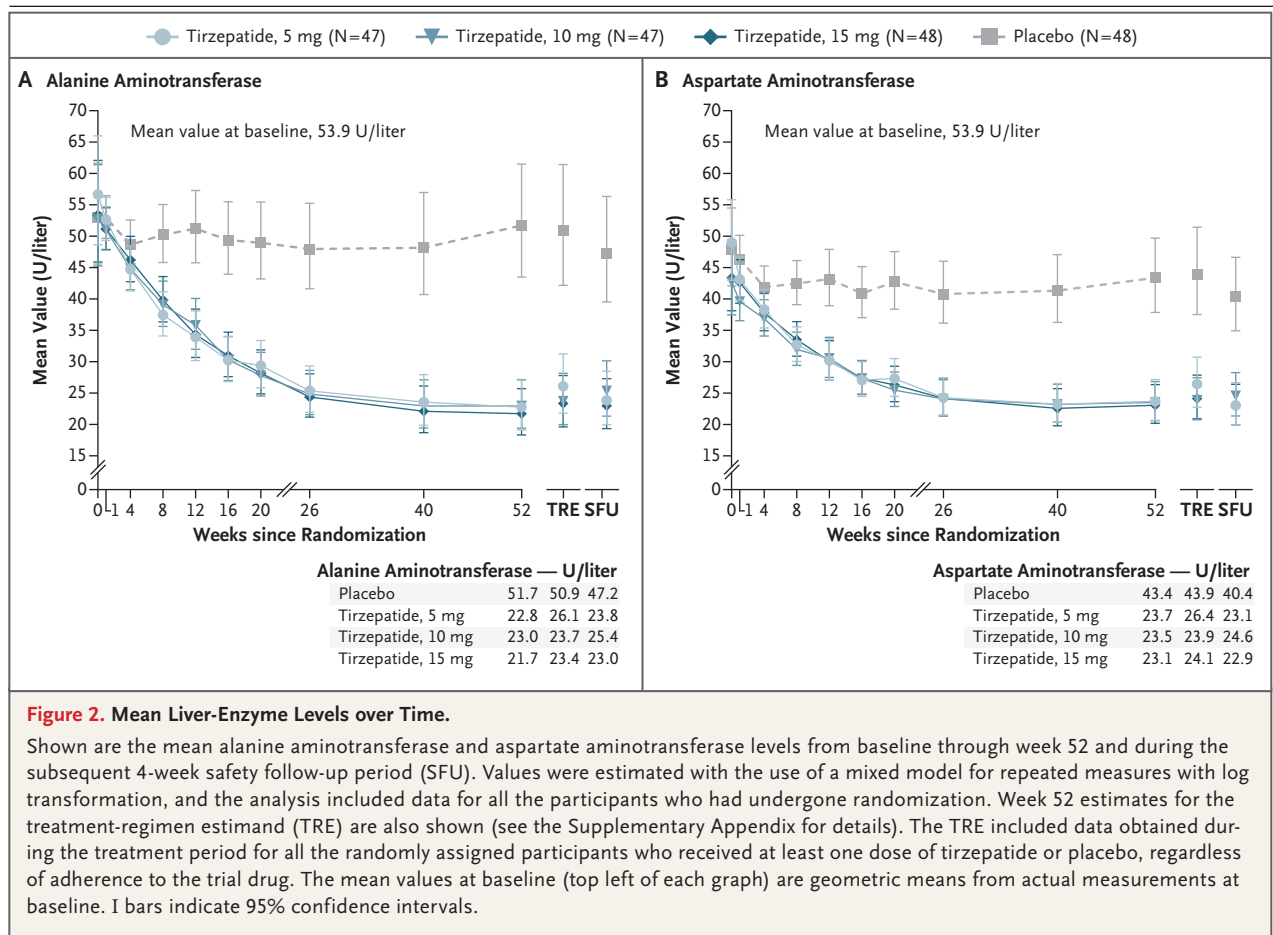 Tirzepatide, 5 mg (N=47) Tirzepatide, 10 mg (N=47) Tirzepatide, 15 mg (N=48) Placebo (N=48)
A Alanine Aminotransferase
Mean value at baseline, 53.9 U/liter
Mean Value (U/liter)
70
65
60
55
50
45
40
35
30
25
20
15
0
0 1 4 8 12 16 20 26 40 52 TRE SFU
Weeks since Randomization
Alanine Aminotransferase — U/liter
Placebo 51.7 50.9 47.2
Tirzepatide, 5 mg 22.8 26.1 23.8
Tirzepatide, 10 mg 23.0 23.7 25.4
Tirzepatide, 15 mg 21.7 23.4 23.0
B Aspartate Aminotransferase
Mean value at baseline, 53.9 U/liter
Mean Value (U/liter)
70
65
60
55
50
45
40
35
30
25
20
15
0
0 1 4 8 12 16 20 26 40 52 TRE SFU
Weeks since Randomization
Aspartate Aminotransferase — U/liter
Placebo 43.4 43.9 40.4
Tirzepatide, 5 mg 23.7 26.4 23.1
Tirzepatide, 10 mg 23.5 23.9 24.6
Tirzepatide, 15 mg 23.1 24.1 22.9
Figure 2. Mean Liver-Enzyme Levels over Time.
Shown are the mean alanine aminotransferase and aspartate aminotransferase levels from baseline through week 52 and during the
subsequent 4-week safety follow-up period (SFU). Values were estimated with the use of a mixed model for repeated measures with log
transformation, and the analysis included data for all the participants who had undergone randomization. Week 52 estimates for the
treatment-regimen estimand (TRE) are also shown (see the Supplementary Appendix for details). The TRE included data obtained dur-
ing the treatment period for all the randomly assigned participants who received at least one dose of tirzepatide or placebo, regardless
of adherence to the trial drug. The mean values at baseline (top left of each graph) are geometric means from actual measurements at
baseline. I bars indicate 95% confidence intervals.